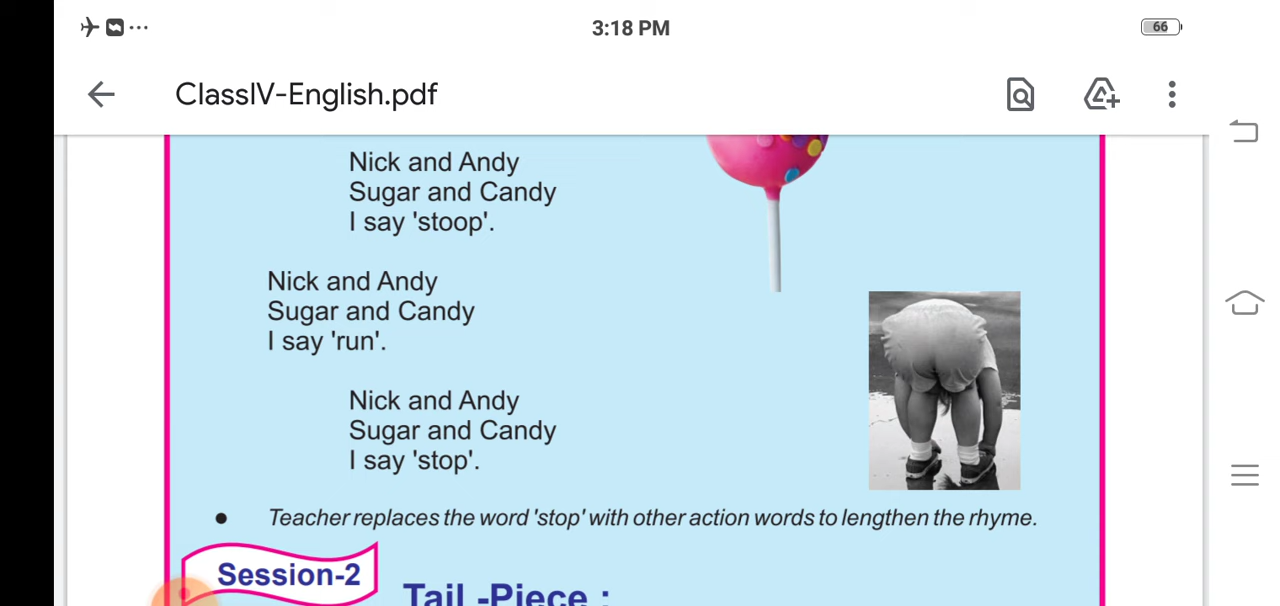 3:18 PM
66
ClassIV-English.pdf
Nick and Andy
Sugar and Candy
I say 'stoop'.
Nick and Andy
Sugar and Candy
I say 'run'.
Nick and Andy
Sugar and Candy
I say 'stop'.
● Teacher replaces the word 'stop' with other action words to lengthen the rhyme.
Session-2
Tail -Piece :